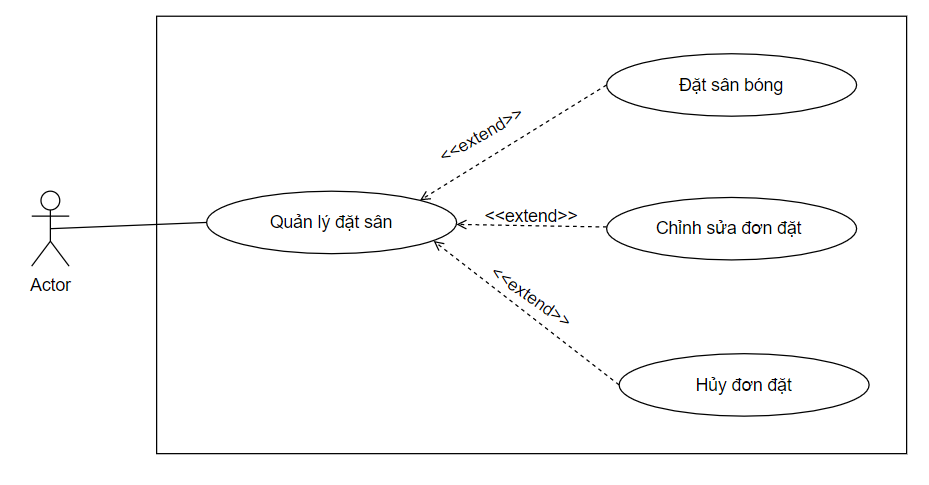 Đặt sân bóng
<<extend>>
Quản lý đặt sân
<<extend>>
Chỉnh sửa đơn đặt
Actor
<<extend>>
Hủy đơn đặt